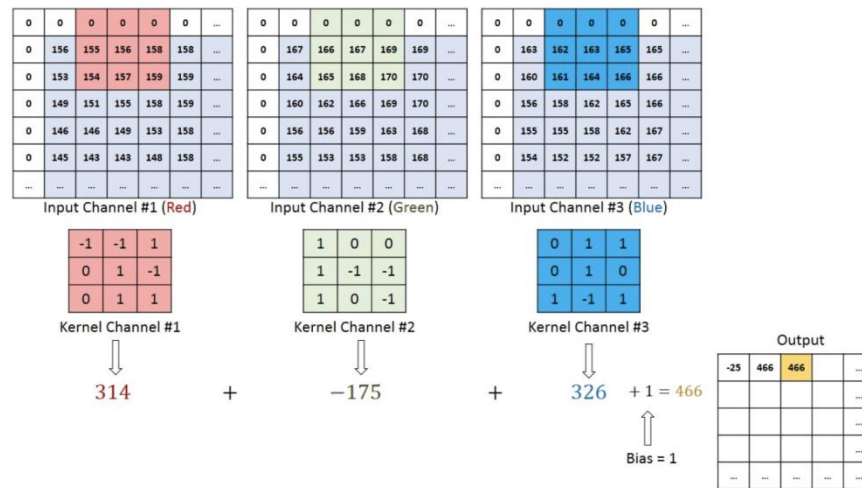 0 0 0 0 0 0 ...
0 156 155 156 158 158 ...
0 153 154 157 159 159 ...
0 149 151 155 158 159 ...
0 146 146 149 153 158 ...
0 145 143 143 148 158 ...
... ... ... ... ... ... ...
Input Channel #1 (Red)
0 0 0 0 0 0 ...
0 167 166 167 169 169 ...
0 164 165 168 170 170 ...
0 160 162 166 169 170 ...
0 156 156 159 163 168 ...
0 155 153 153 158 168 ...
... ... ... ... ... ... ...
Input Channel #2 (Green)
0 0 0 0 0 0 ...
0 163 162 163 165 165 ...
0 160 161 164 166 166 ...
0 156 158 162 165 166 ...
0 155 155 158 162 167 ...
0 154 152 152 157 167 ...
... ... ... ... ... ... ...
Input Channel #3 (Blue)
-1 -1 1
0 1 -1
0 1 1
Kernel Channel #1
1 0 0
1 -1 -1
1 0 -1
Kernel Channel #2
0 1 1
0 1 0
1 -1 1
Kernel Channel #3
314 + −175 + 326 + 1 = 466
Bias = 1
Output
-25 466 466 ...
...
...
...
... ... ... ... ...